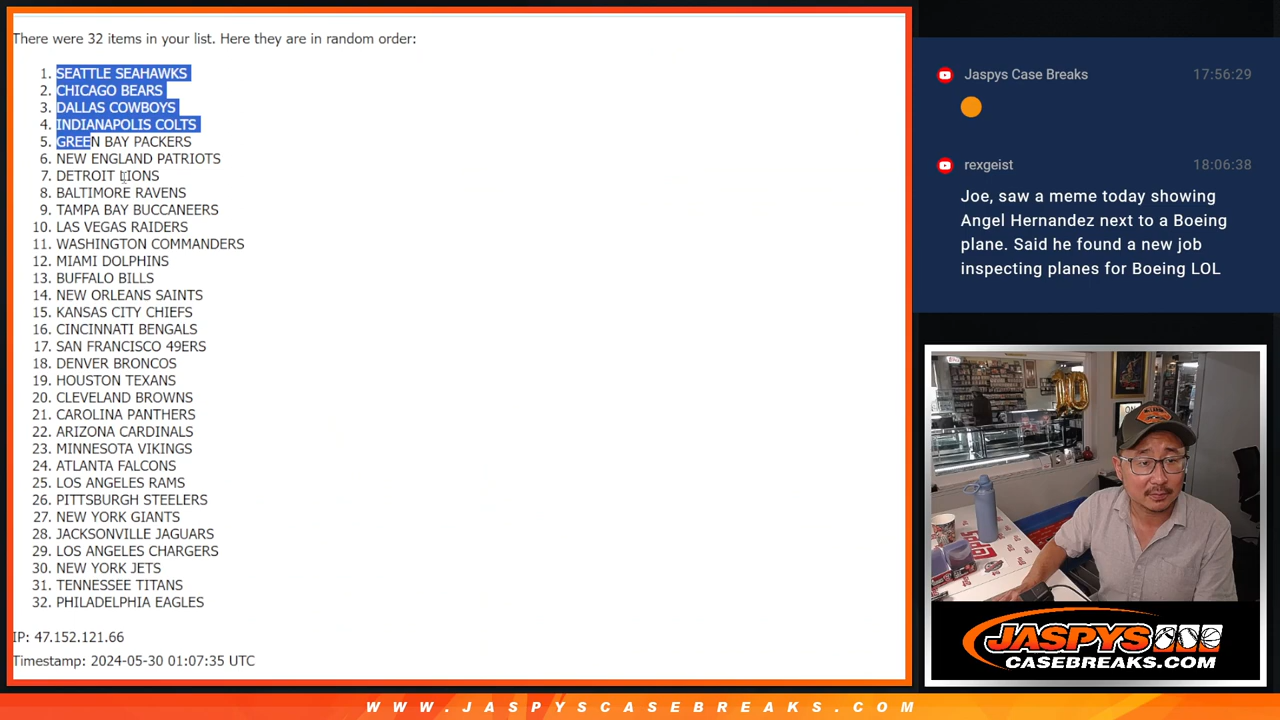 There were 32 items in your list. Here they are in random order:
1. SEATTLE SEAHAWKS
2. CHICAGO BEARS
3. DALLAS COWBOYS
4. INDIANAPOLIS COLTS
5. GREEN BAY PACKERS
6. NEW ENGLAND PATRIOTS
7. DETROIT LIONS
8. BALTIMORE RAVENS
9. TAMPA BAY BUCCANEERS
10. LAS VEGAS RAIDERS
11. WASHINGTON COMMANDERS
12. MIAMI DOLPHINS
13. BUFFALO BILLS
14. NEW ORLEANS SAINTS
15. KANSAS CITY CHIEFS
16. CINCINNATI BENGALS
17. SAN FRANCISCO 49ERS
18. DENVER BRONCOS
19. HOUSTON TEXANS
20. CLEVELAND BROWNS
21. CAROLINA PANTHERS
22. ARIZONA CARDINALS
23. MINNESOTA VIKINGS
24. ATLANTA FALCONS
25. LOS ANGELES RAMS
26. PITTSBURGH STEELERS
27. NEW YORK GIANTS
28. JACKSONVILLE JAGUARS
29. LOS ANGELES CHARGERS
30. NEW YORK JETS
31. TENNESSEE TITANS
32. PHILADELPHIA EAGLES
IP: 47.152.121.66
Timestamp: 2024-05-30 01:07:35 UTC
Jaspys Case Breaks 17:56:29
rexgeist 18:06:38
Joe, saw a meme today showing
Angel Hernandez next to a Boeing
plane. Said he found a new job
inspecting planes for Boeing LOL
10
JASPYS
CASEBREAKS.COM
WWW.JASPYSCASEBREAKS.COM